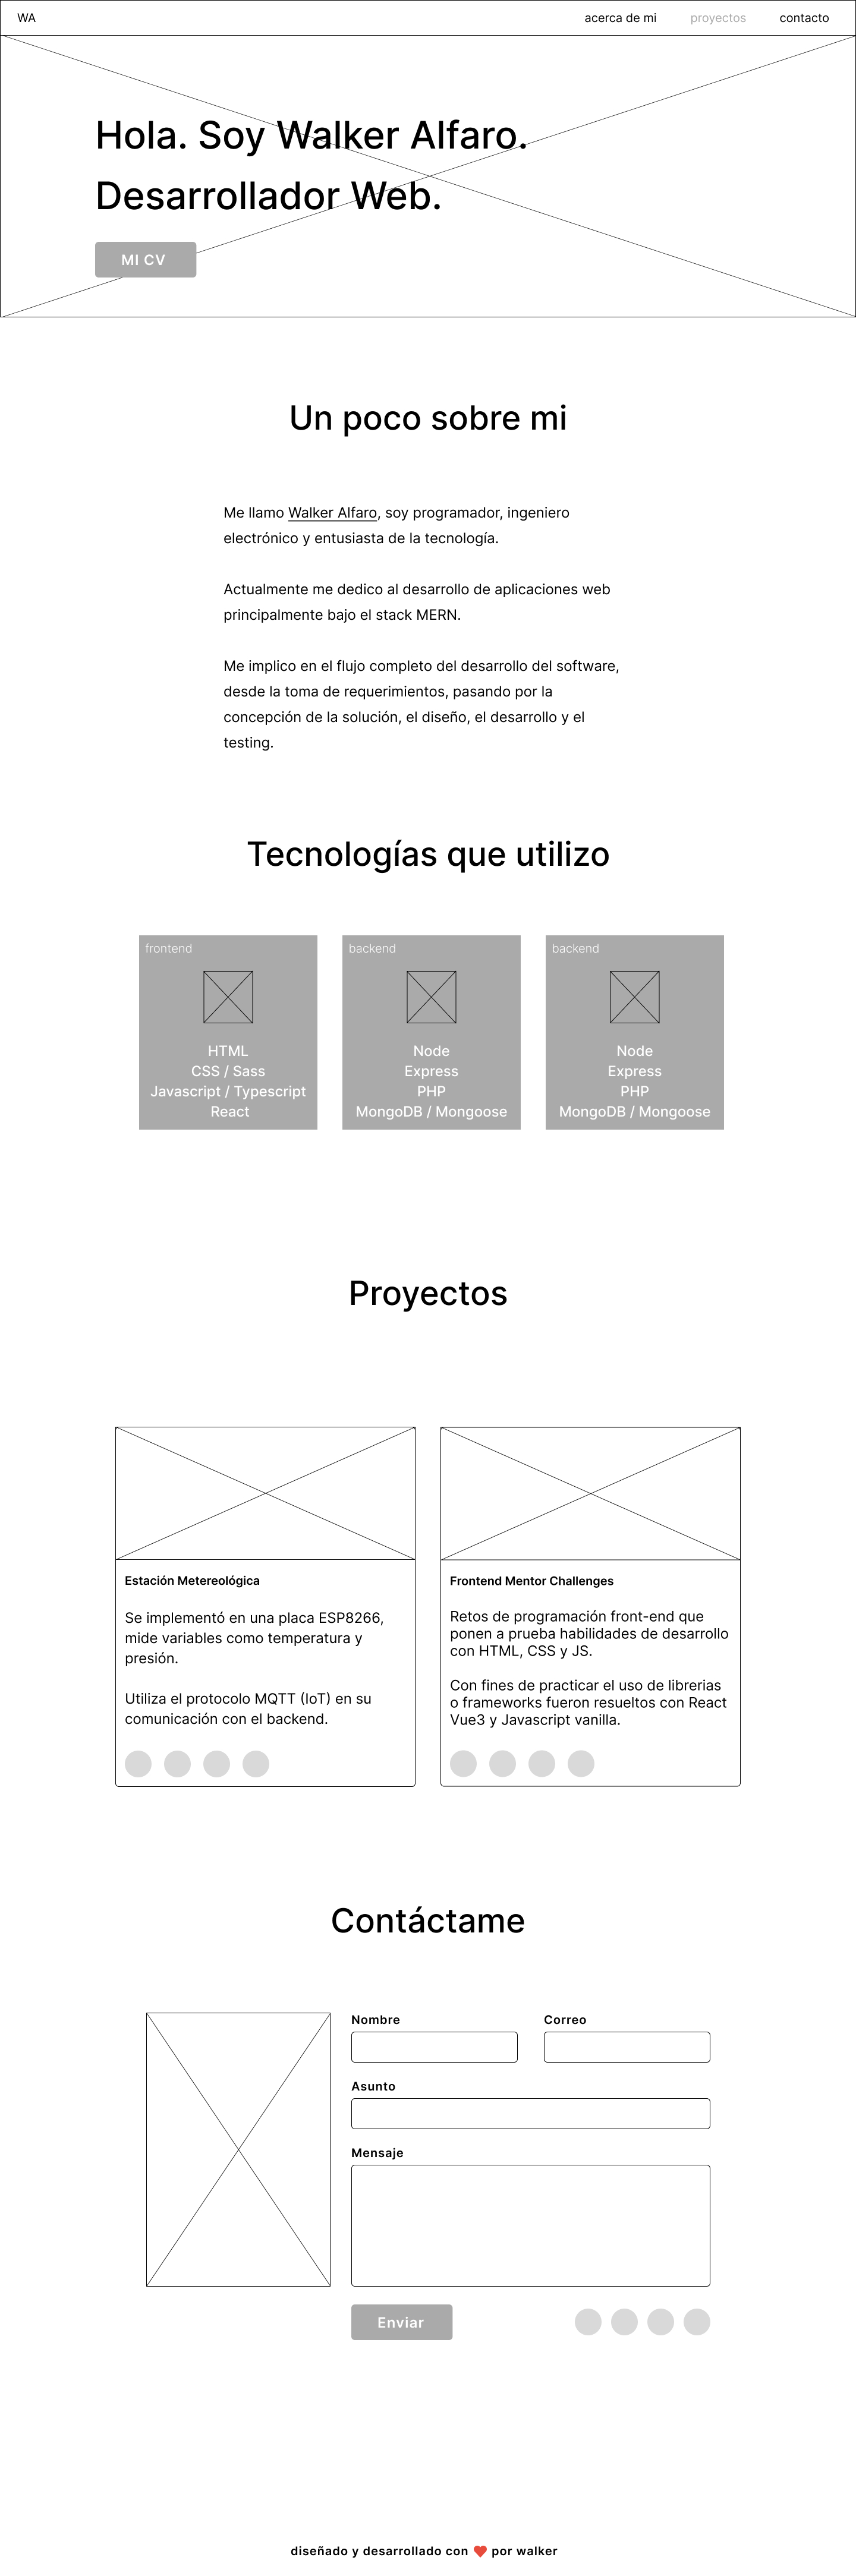 WA
acerca de mi
proyectos
contacto
Hola. Soy Walker Alfaro.
Desarrollador Web.
MI CV
Un poco sobre mi
Me llamo Walker Alfaro, soy programador, ingeniero
electrónico y entusiasta de la tecnología.
Actualmente me dedico al desarrollo de aplicaciones web
principalmente bajo el stack MERN.
Me implico en el flujo completo del desarrollo del software,
desde la toma de requerimientos, pasando por la
concepción de la solución, el diseño, el desarrollo y el
testing.
Tecnologías que utilizo
frontend
HTML
CSS / Sass
Javascript / Typescript
React
backend
Node
Express
PHP
MongoDB / Mongoose
backend
Node
Express
PHP
MongoDB / Mongoose
Proyectos
Estación Metereológica
Se implementó en una placa ESP8266,
mide variables como temperatura y
presión.
Utiliza el protocolo MQTT (IoT) en su
comunicación con el backend.
Frontend Mentor Challenges
Retos de programación front-end que
ponen a prueba habilidades de desarrollo
con HTML, CSS y JS.
Con fines de practicar el uso de librerias
o frameworks fueron resueltos con React
Vue3 y Javascript vanilla.
Contáctame
Nombre
Correo
Asunto
Mensaje
Enviar
diseñado y desarrollado con ❤ por walker